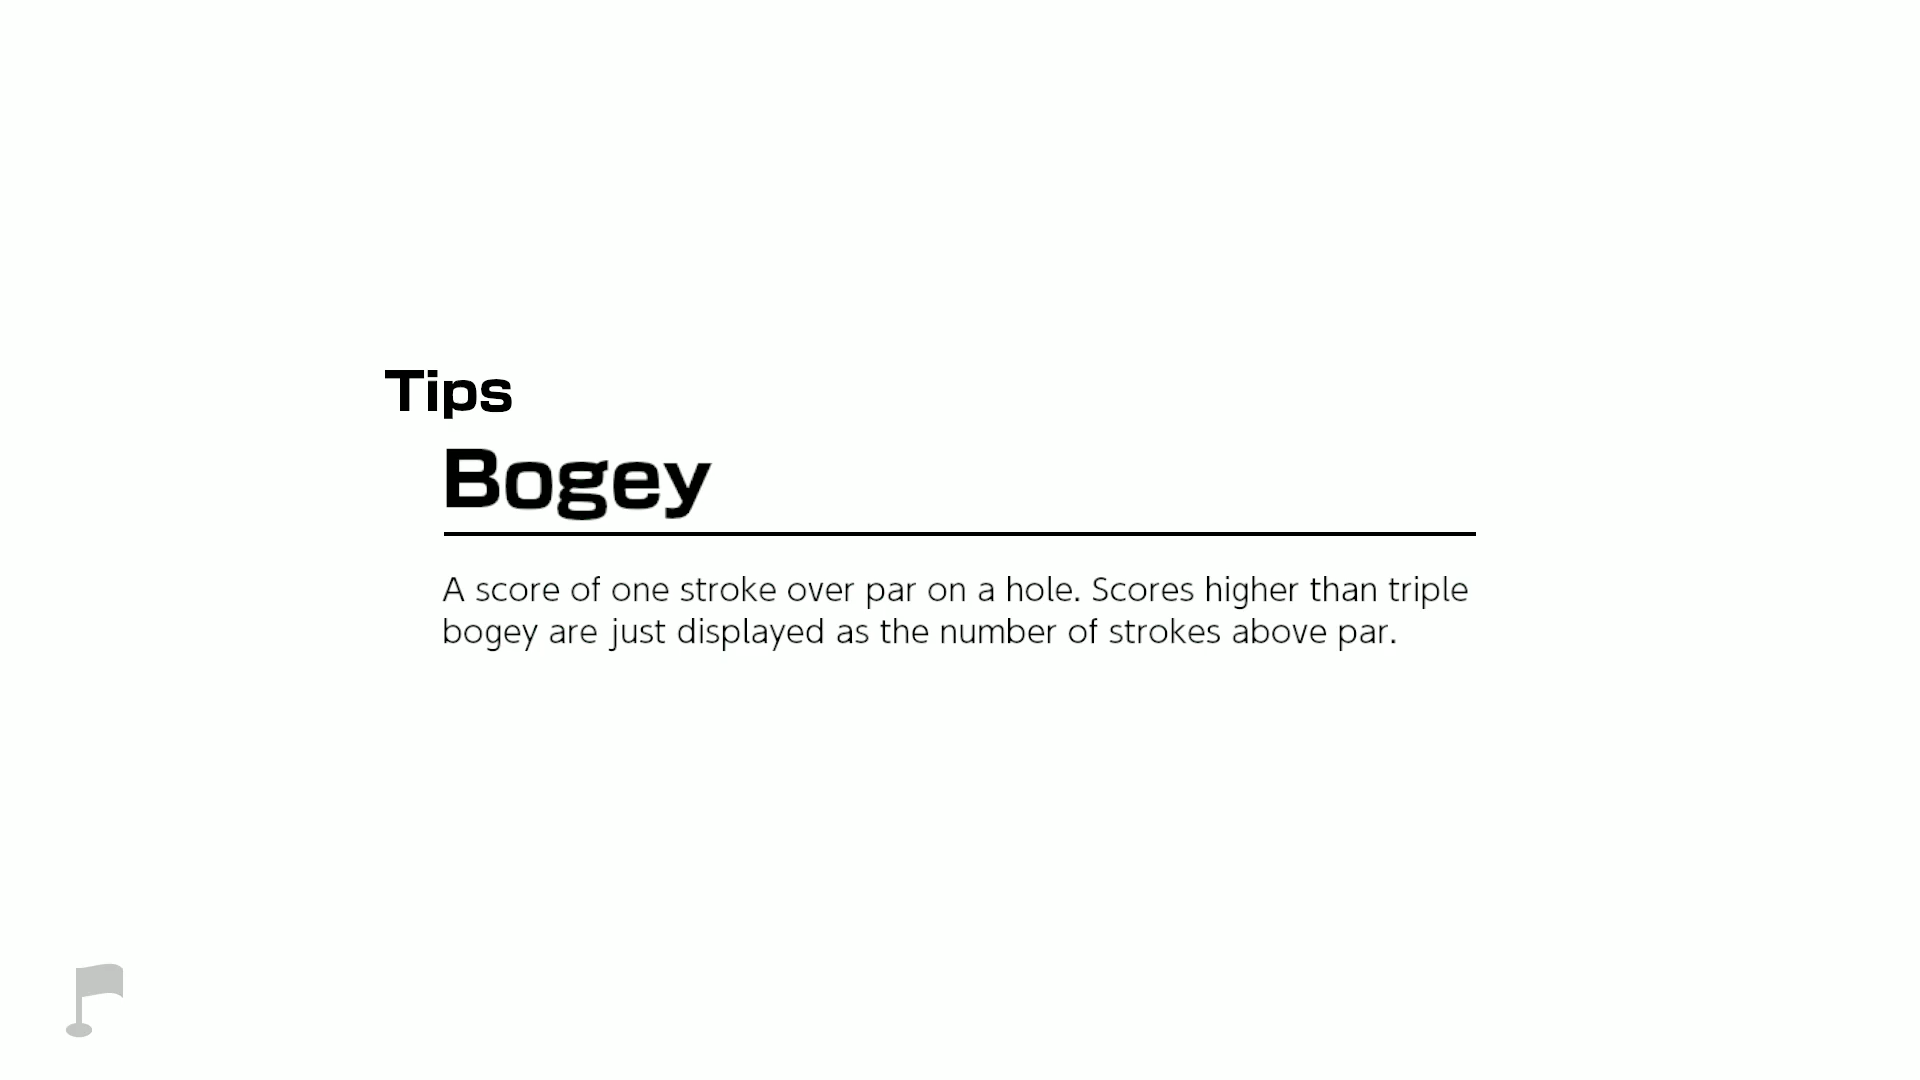 Tips
Bogey
A score of one stroke over par on a hole. Scores higher than triple
bogey are just displayed as the number of strokes above par.